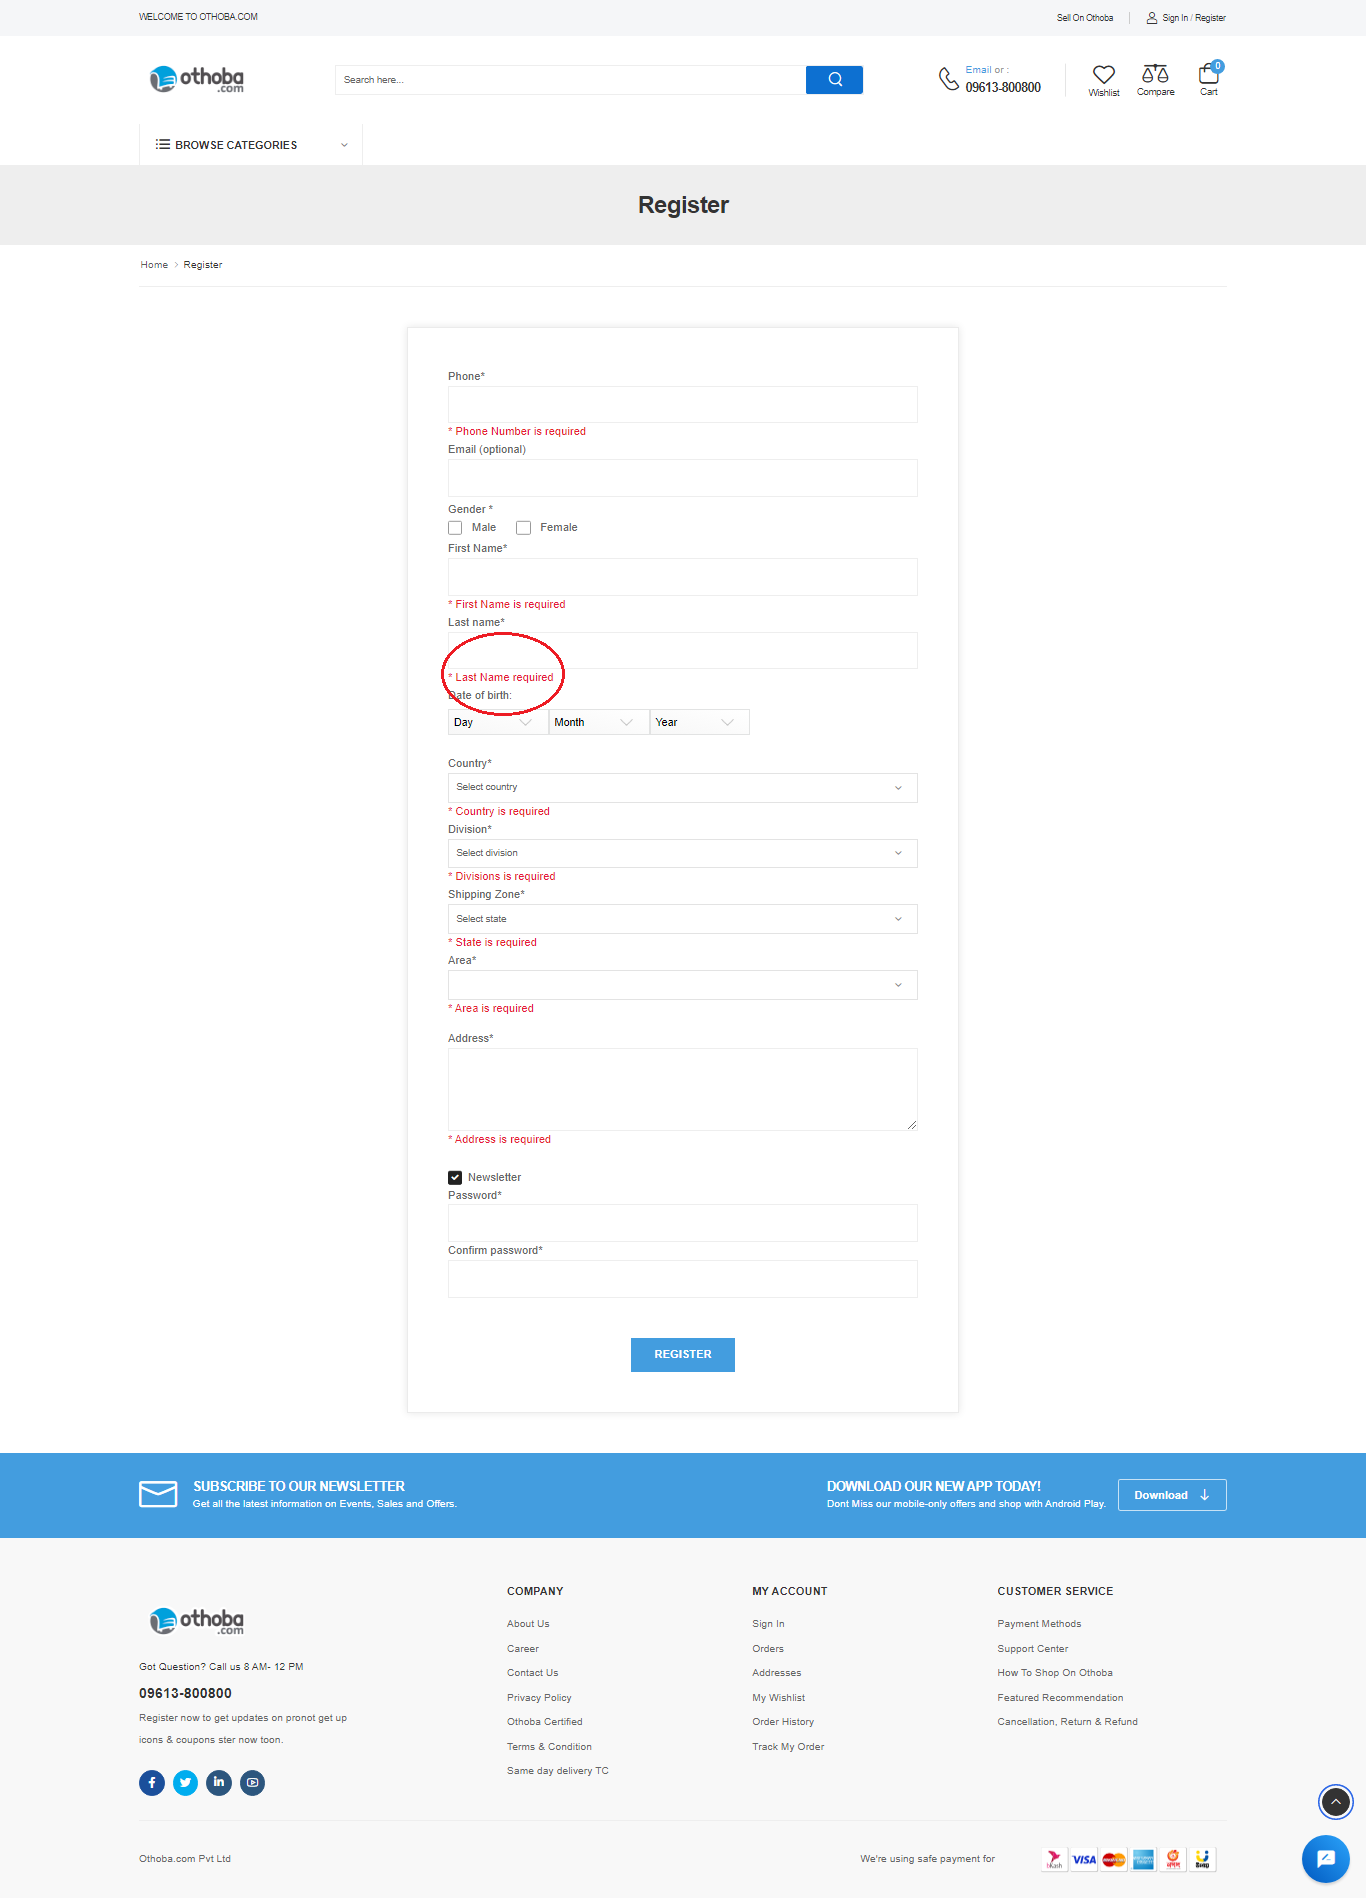 WELCOME TO OTHOBA.COM
Sell On Othoba
Sign In / Register
othoba
.com
Search here...
Email or :
09613-800800
Wishlist
Compare
0
Cart
BROWSE CATEGORIES
Register
Home > Register
Phone*
* Phone Number is required
Email (optional)
Gender *
Male Female
First Name*
* First Name is required
Last name*
* Last Name required
Date of birth:
Day Month Year
Country*
Select country
* Country is required
Division*
Select division
* Divisions is required
Shipping Zone*
Select state
* State is required
Area*
* Area is required
Address*
* Address is required
Newsletter
Password*
Confirm password*
REGISTER
SUBSCRIBE TO OUR NEWSLETTER
Get all the latest information on Events, Sales and Offers.
DOWNLOAD OUR NEW APP TODAY!
Dont Miss our mobile-only offers and shop with Android Play.
Download
othoba
.com
Got Question? Call us 8 AM- 12 PM
09613-800800
Register now to get updates on pronot get up
icons & coupons ster now toon.
COMPANY
About Us
Career
Contact Us
Privacy Policy
Othoba Certified
Terms & Condition
Same day delivery TC
MY ACCOUNT
Sign In
Orders
Addresses
My Wishlist
Order History
Track My Order
CUSTOMER SERVICE
Payment Methods
Support Center
How To Shop On Othoba
Featured Recommendation
Cancellation, Return & Refund
Othoba.com Pvt Ltd
We're using safe payment for
bKash
VISA